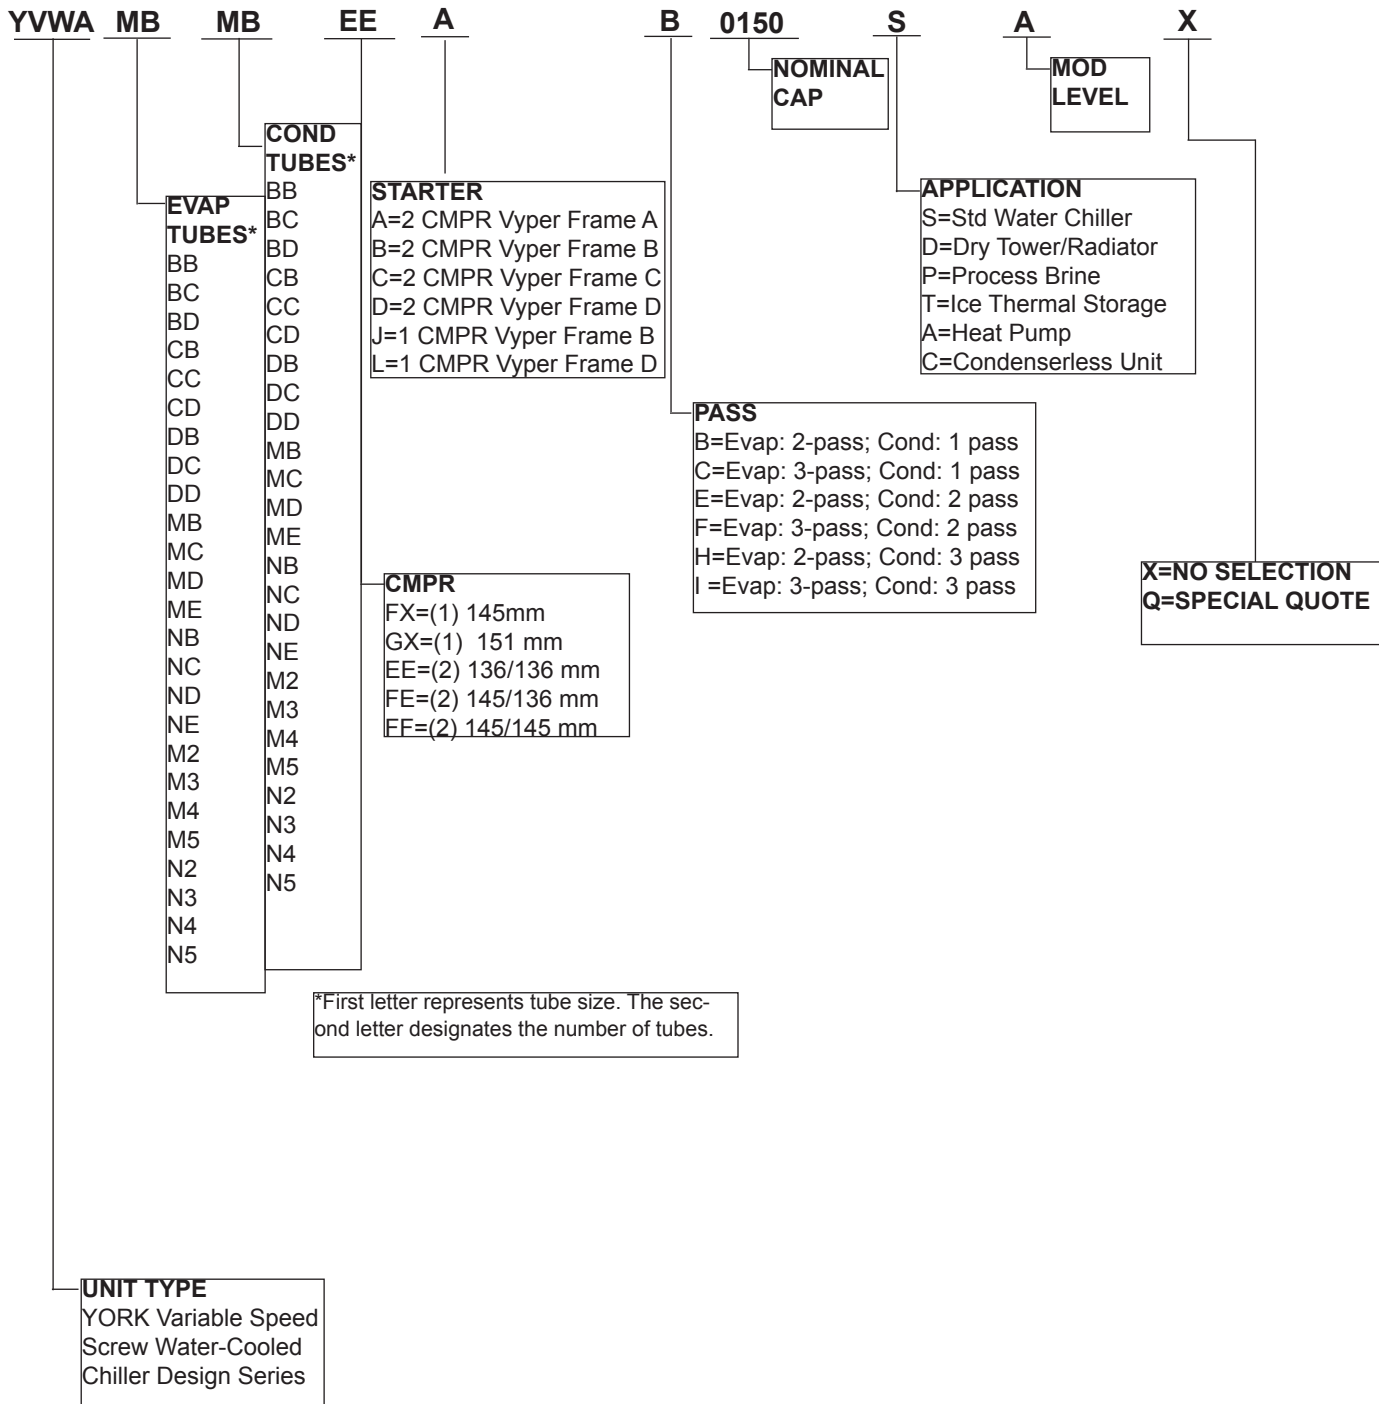 YVWA MB MB EE A B 0150 S A X
NOMINAL
CAP
MOD
LEVEL
COND
TUBES*
BB
BC
BD
CB
CC
CD
DB
DC
DD
MB
MC
MD
ME
NB
NC
ND
NE
M2
M3
M4
M5
N2
N3
N4
N5
EVAP
TUBES*
BB
BC
BD
CB
CC
CD
DB
DC
DD
MB
MC
MD
ME
NB
NC
ND
NE
M2
M3
M4
M5
N2
N3
N4
N5
STARTER
A=2 CMPR Vyper Frame A
B=2 CMPR Vyper Frame B
C=2 CMPR Vyper Frame C
D=2 CMPR Vyper Frame D
J=1 CMPR Vyper Frame B
L=1 CMPR Vyper Frame D
APPLICATION
S=Std Water Chiller
D=Dry Tower/Radiator
P=Process Brine
T=Ice Thermal Storage
A=Heat Pump
C=Condenserless Unit
PASS
B=Evap: 2-pass; Cond: 1 pass
C=Evap: 3-pass; Cond: 1 pass
E=Evap: 2-pass; Cond: 2 pass
F=Evap: 3-pass; Cond: 2 pass
H=Evap: 2-pass; Cond: 3 pass
I =Evap: 3-pass; Cond: 3 pass
CMPR
FX=(1) 145mm
GX=(1) 151 mm
EE=(2) 136/136 mm
FE=(2) 145/136 mm
FF=(2) 145/145 mm
X=NO SELECTION
Q=SPECIAL QUOTE
*First letter represents tube size. The sec-
ond letter designates the number of tubes.
UNIT TYPE
YORK Variable Speed
Screw Water-Cooled
Chiller Design Series